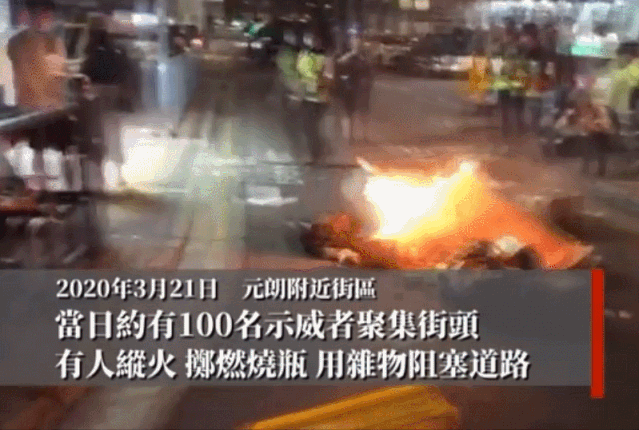 2020年3月21日 元朗附近街區
當日約有100名示威者聚集街頭
有人縱火 擲燃燒瓶 用雜物阻塞道路